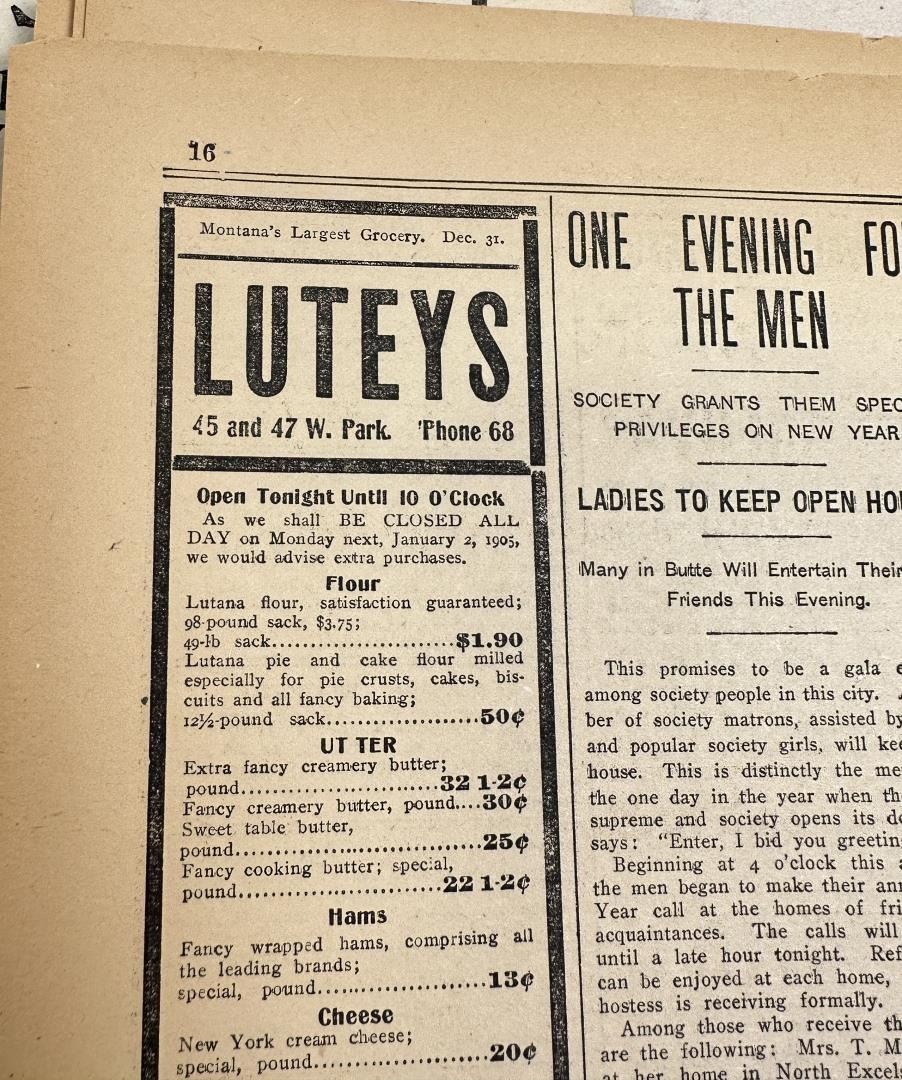 16
Montana's Largest Grocery. Dec. 31.
LUTEYS
45 and 47 W. Park. 'Phone 68
Open Tonight Until 10 O'Clock
As we shall BE CLOSED ALL
DAY on Monday next, January 2, 1905,
we would advise extra purchases.
Flour
Lutana flour, satisfaction guaranteed;
98-pound sack, $3.75;
49-lb sack........................$1.90
Lutana pie and cake flour milled
especially for pie crusts, cakes, bis-
cuits and all fancy baking;
12½-pound sack....................50¢
UT TER
Extra fancy creamery butter;
pound..........................32 1-2¢
Fancy creamery butter, pound....30¢
Sweet table butter,
pound................................25¢
Fancy cooking butter; special,
pound...........................22 1-2¢
Hams
Fancy wrapped hams, comprising all
the leading brands;
special, pound......................13¢
Cheese
New York cream cheese;
special, pound......................20¢
ONE EVENING
THE MEN
SOCIETY GRANTS THEM
PRIVILEGES ON NEW YEAR
LADIES TO KEEP OPEN
Many in Butte Will Entertain Their
Friends This Evening.
This promises to be a gala
among society people in this city.
ber of society matrons, assisted by
and popular society girls, will
house. This is distinctly the
the one day in the year when
supreme and society opens its
says: "Enter, I bid you
Beginning at 4 o'clock this
the men began to make their
Year call at the homes of
acquaintances. The calls will
until a late hour tonight.
can be enjoyed at each home,
hostess is receiving formally.
Among those who receive
are the following: Mrs. T.
at her home in North